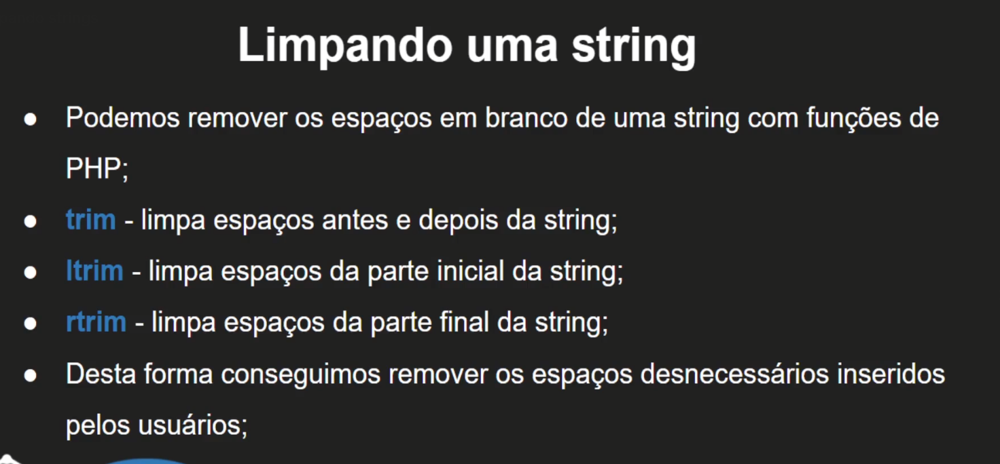 Limpando uma string
● Podemos remover os espaços em branco de uma string com funções de
PHP;
● trim - limpa espaços antes e depois da string;
● ltrim - limpa espaços da parte inicial da string;
● rtrim - limpa espaços da parte final da string;
● Desta forma conseguimos remover os espaços desnecessários inseridos
pelos usuários;